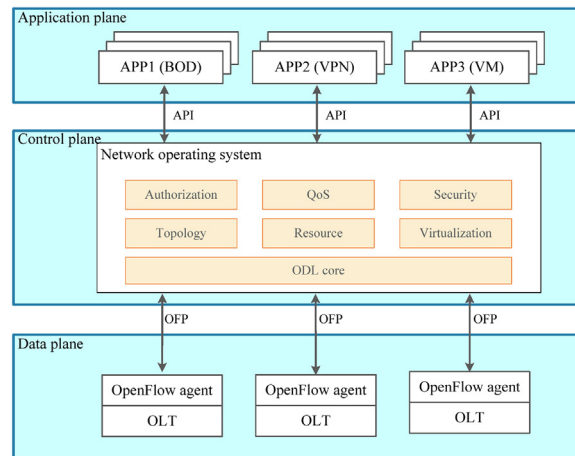 Application plane
APP1 (BOD)
APP2 (VPN)
APP3 (VM)
API
API
API
Control plane
Network operating system
Authorization
QoS
Security
Topology
Resource
Virtualization
ODL core
OFP
OFP
OFP
Data plane
OpenFlow agent
OpenFlow agent
OpenFlow agent
OLT
OLT
OLT